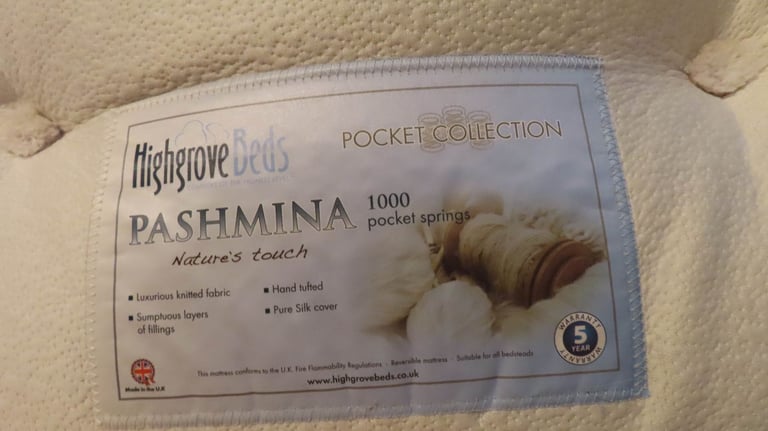 Highgrove Beds
POCKET COLLECTION
PASHMINA
1000
pocket springs
Nature's touch
▪ Luxurious knitted fabric
▪ Sumptuous layers
of fillings
▪ Hand tufted
▪ Pure Silk cover
WARRANTY
5
YEAR
WARRANTY
Made in the U.K
This mattress conforms to the U.K. Fire Flammability Regulations · Reversible mattress · Suitable for all bedsteads
www.highgrovebeds.co.uk